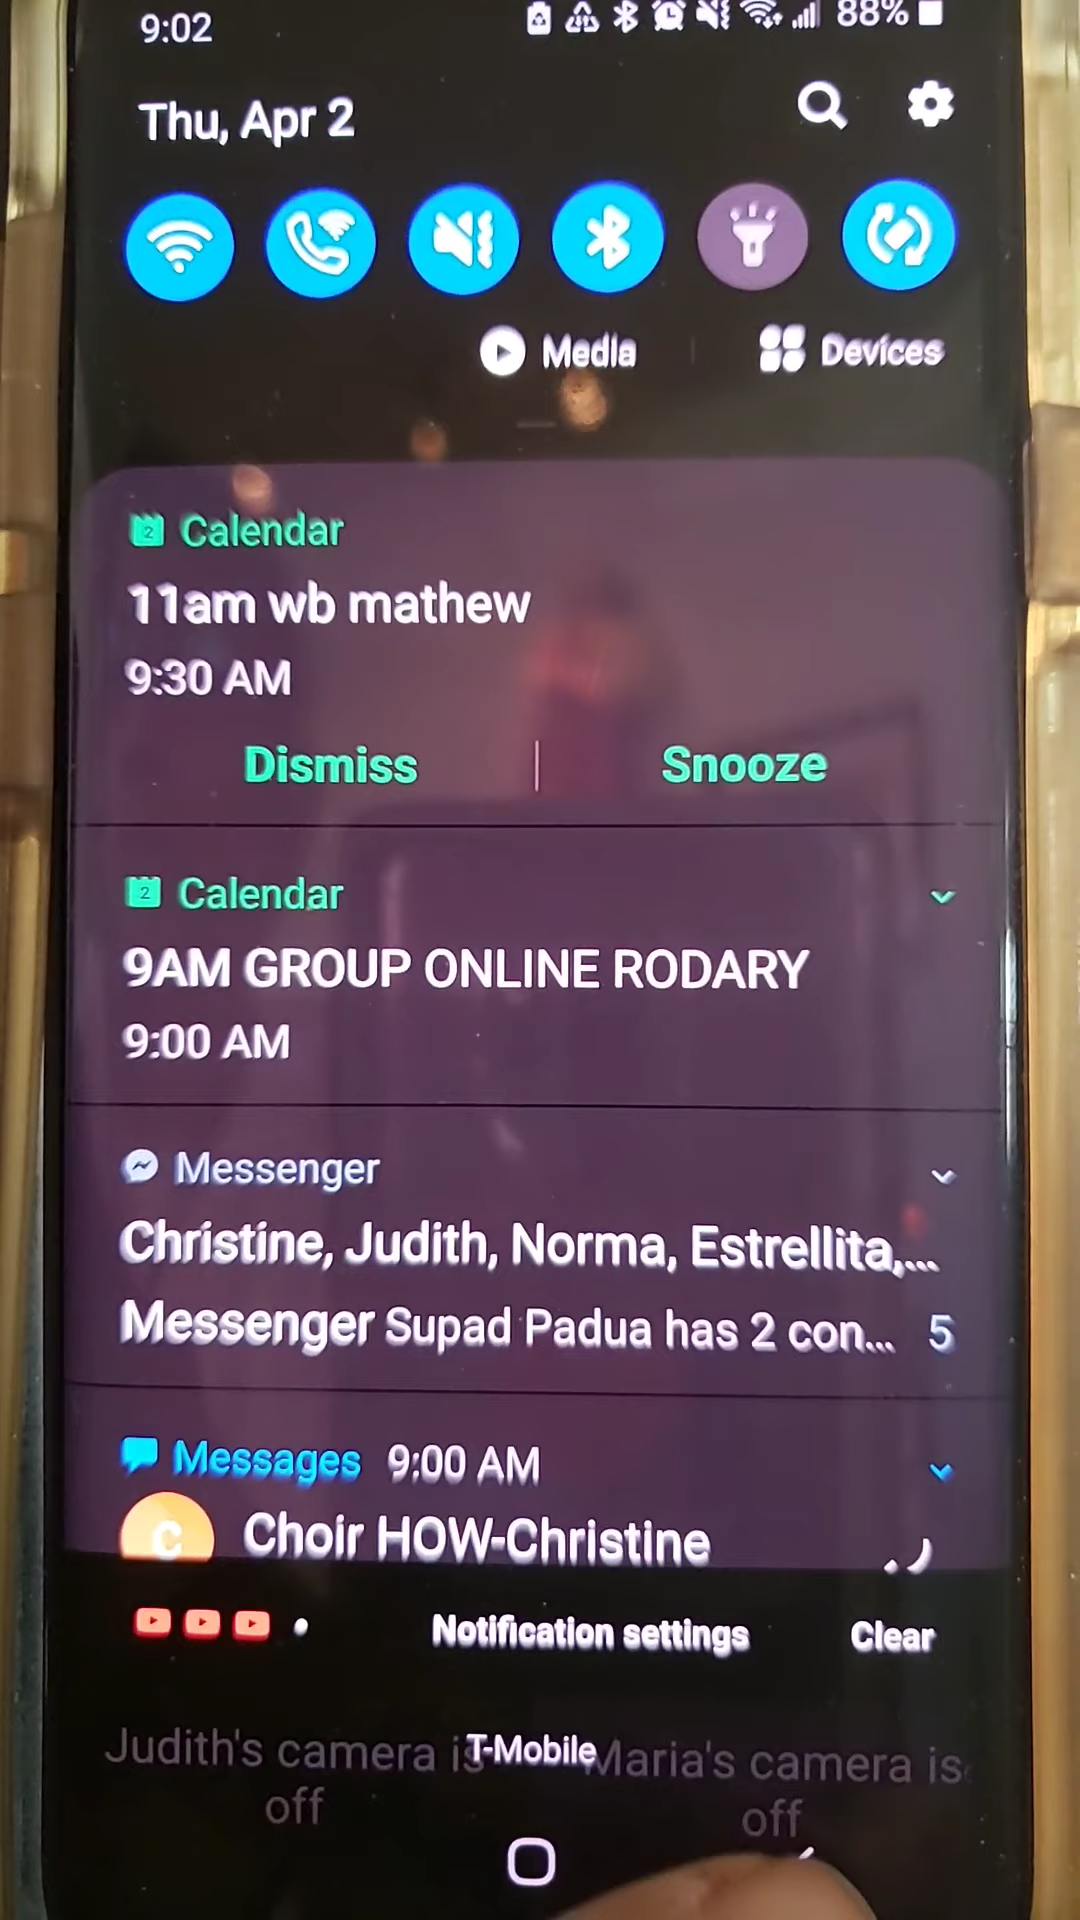 9:02
88%
Thu, Apr 2
Media
Devices
2 Calendar
11am wb mathew
9:30 AM
Dismiss
Snooze
2 Calendar
9AM GROUP ONLINE RODARY
9:00 AM
Messenger
Christine, Judith, Norma, Estrellita,...
Messenger Supad Padua has 2 con... 5
Messages 9:00 AM
C Choir HOW-Christine
Notification settings
Clear
T-Mobile
Judith's camera is
off
Maria's camera is
off